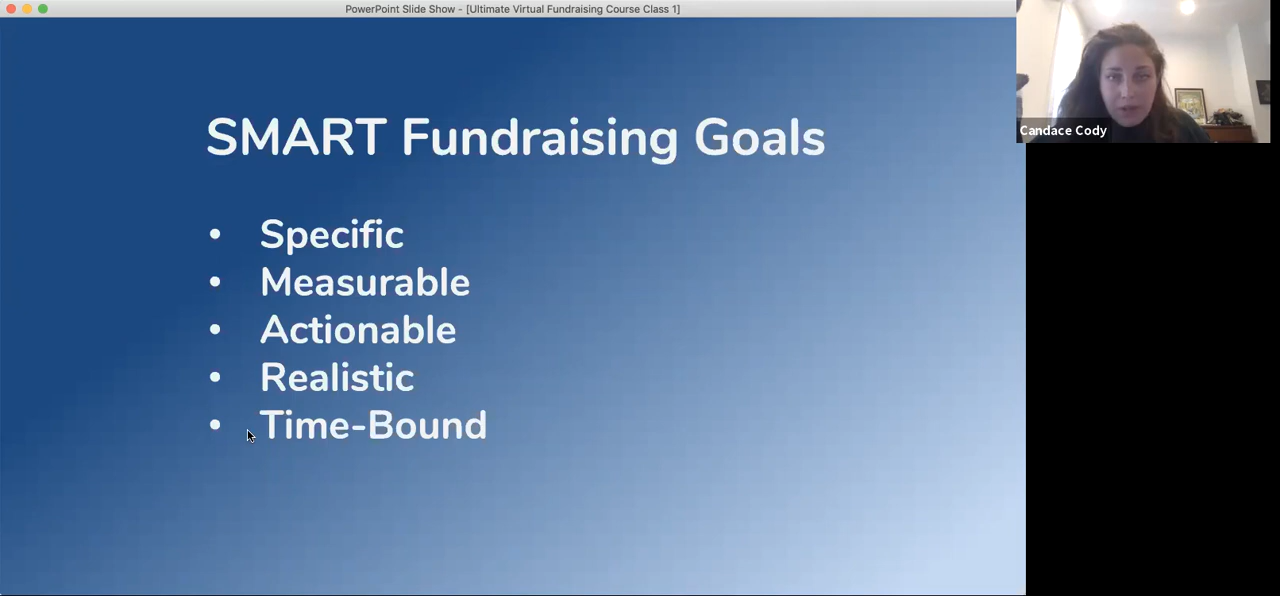 PowerPoint Slide Show - [Ultimate Virtual Fundraising Course Class 1]
SMART Fundraising Goals
• Specific
• Measurable
• Actionable
• Realistic
• Time-Bound
Candace Cody